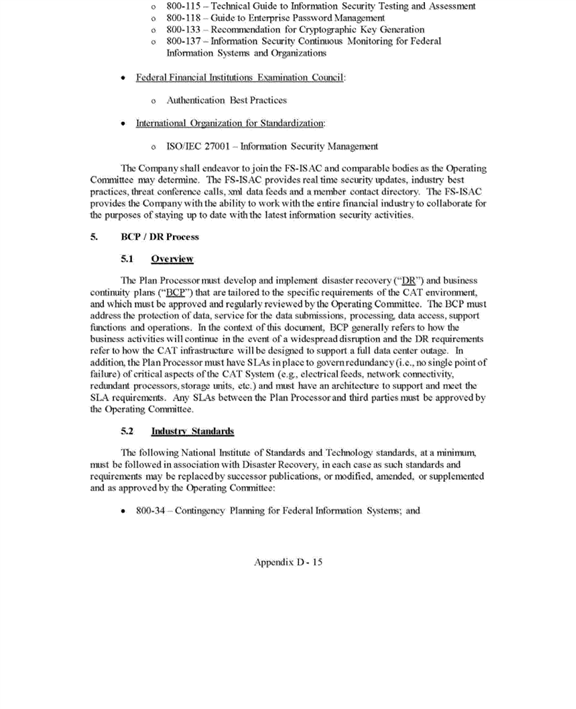 o 800-115 – Technical Guide to Information Security Testing and Assessment
o 800-118 – Guide to Enterprise Password Management
o 800-133 – Recommendation for Cryptographic Key Generation
o 800-137 – Information Security Continuous Monitoring for Federal
Information Systems and Organizations
• Federal Financial Institutions Examination Council:
o Authentication Best Practices
• International Organization for Standardization:
o ISO/IEC 27001 – Information Security Management
The Company shall endeavor to join the FS-ISAC and comparable bodies as the Operating
Committee may determine. The FS-ISAC provides real time security updates, industry best
practices, threat conference calls, xml data feeds and a member contact directory. The FS-ISAC
provides the Company with the ability to work with the entire financial industry to collaborate for
the purposes of staying up to date with the latest information security activities.
5. BCP / DR Process
5.1 Overview
The Plan Processor must develop and implement disaster recovery (“DR”) and business
continuity plans (“BCP”) that are tailored to the specific requirements of the CAT environment,
and which must be approved and regularly reviewed by the Operating Committee. The BCP must
address the protection of data, service for the data submissions, processing, data access, support
functions and operations. In the context of this document, BCP generally refers to how the
business activities will continue in the event of a widespread disruption and the DR requirements
refer to how the CAT infrastructure will be designed to support a full data center outage. In
addition, the Plan Processor must have SLAs in place to govern redundancy (i.e., no single point of
failure) of critical aspects of the CAT System (e.g., electrical feeds, network connectivity,
redundant processors, storage units, etc.) and must have an architecture to support and meet the
SLA requirements. Any SLAs between the Plan Processor and third parties must be approved by
the Operating Committee.
5.2 Industry Standards
The following National Institute of Standards and Technology standards, at a minimum,
must be followed in association with Disaster Recovery, in each case as such standards and
requirements may be replaced by successor publications, or modified, amended, or supplemented
and as approved by the Operating Committee:
• 800-34 – Contingency Planning for Federal Information Systems; and
Appendix D - 15